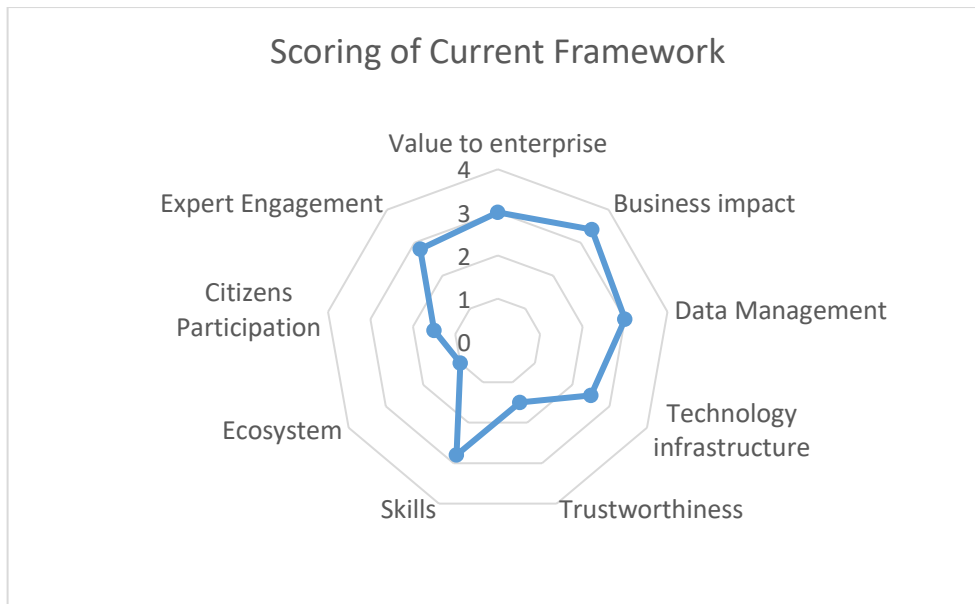 Scoring of Current Framework
Value to enterprise
4
3
2
1
0
Business impact
Data Management
Technology
infrastructure
Trustworthiness
Skills
Ecosystem
Citizens
Participation
Expert Engagement